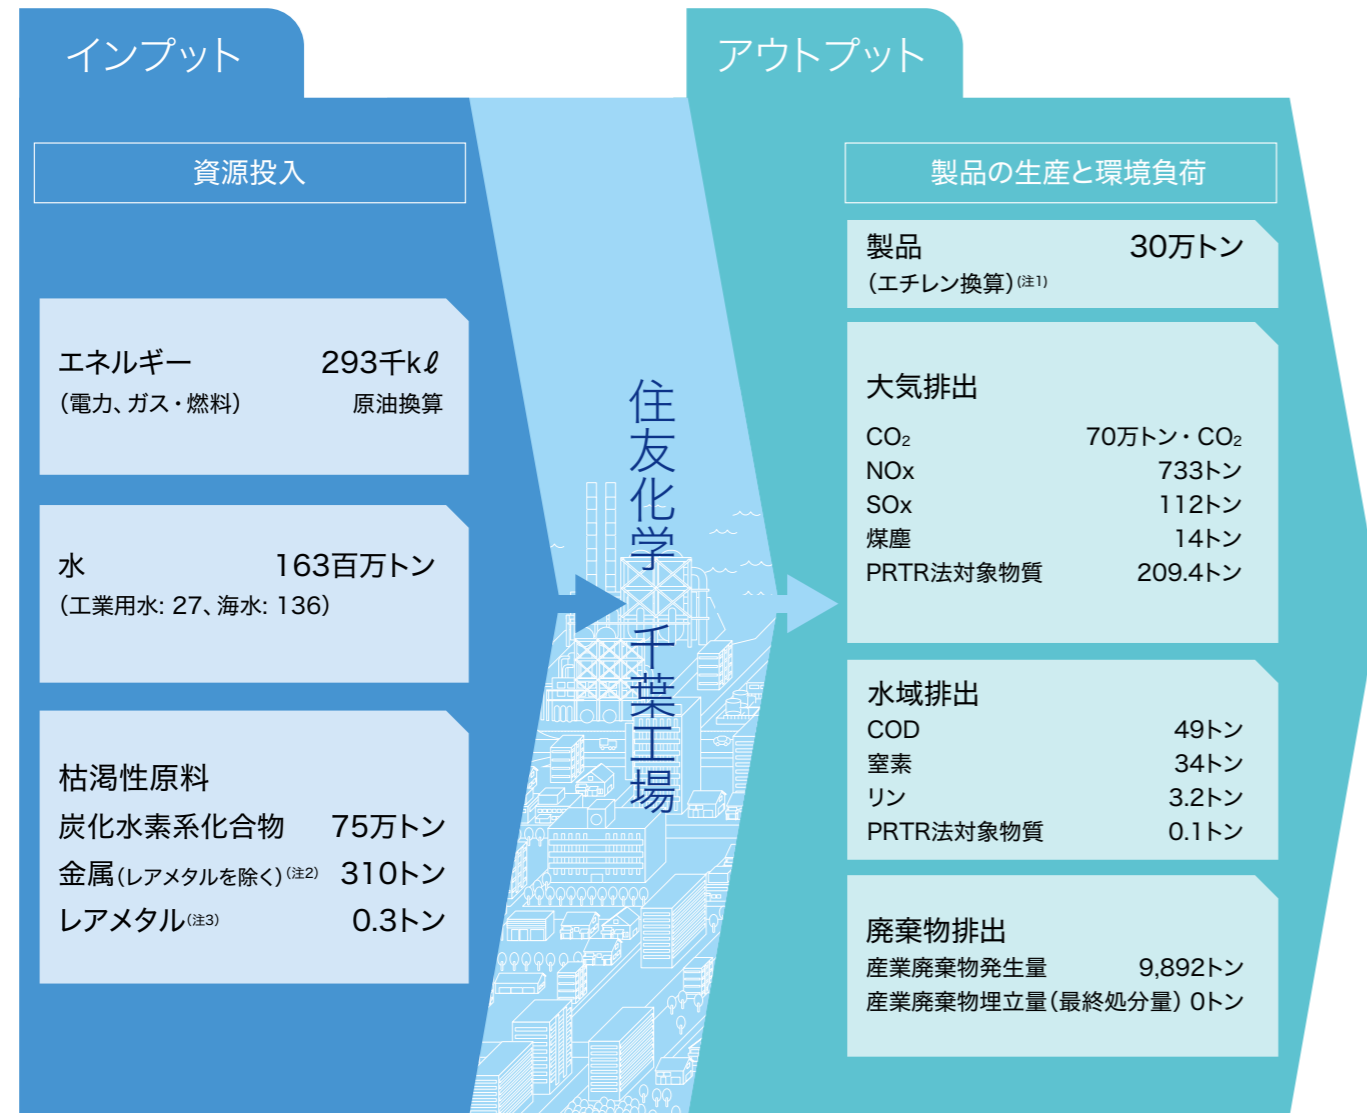 インプット
資源投入
エネルギー 293千kℓ
（電力、ガス・燃料） 原油換算
水 163百万トン
（工業用水: 27、海水: 136）
枯渇性原料
炭化水素系化合物 75万トン
金属(レアメタルを除く)(注2) 310トン
レアメタル(注3) 0.3トン
住友化学 千葉工場
アウトプット
製品の生産と環境負荷
製品 30万トン
（エチレン換算）(注1)
大気排出
CO₂ 70万トン・CO₂
NOx 733トン
SOx 112トン
煤塵 14トン
PRTR法対象物質 209.4トン
水域排出
COD 49トン
窒素 34トン
リン 3.2トン
PRTR法対象物質 0.1トン
廃棄物排出
産業廃棄物発生量 9,892トン
産業廃棄物埋立量（最終処分量） 0トン